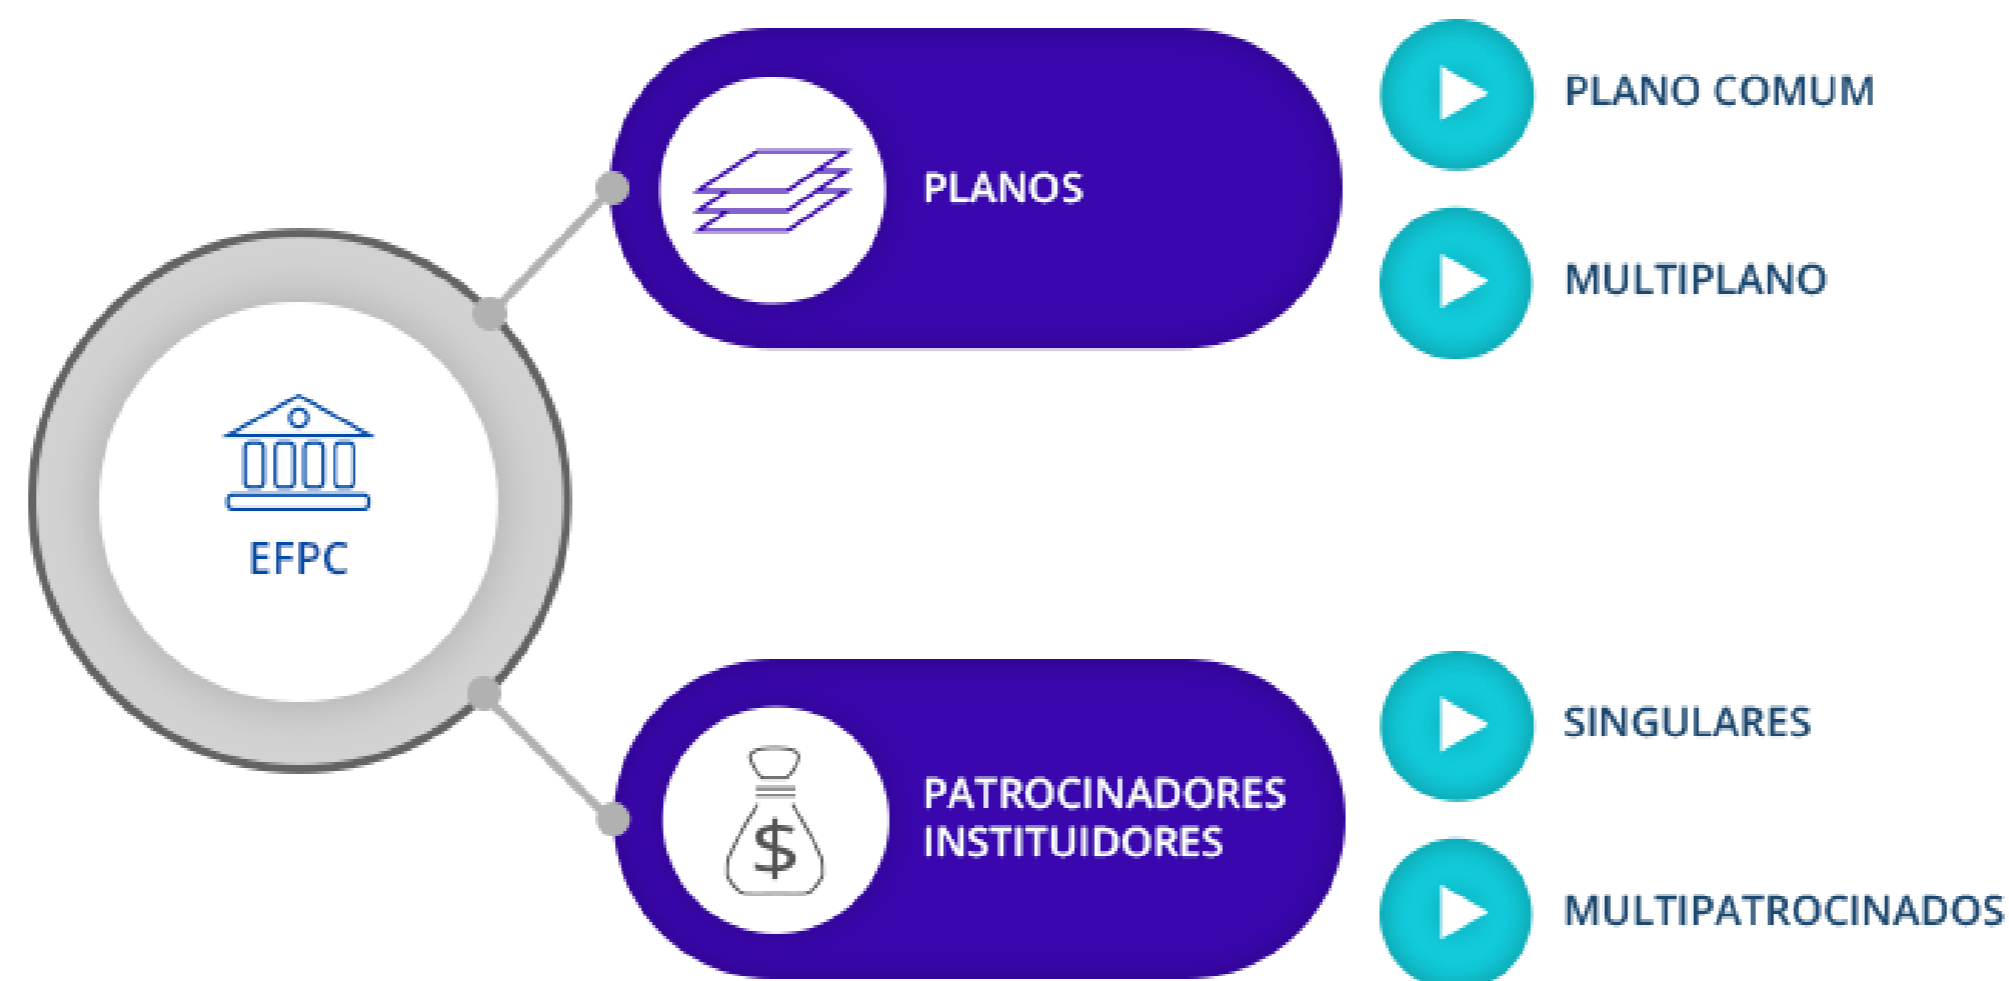 EFPC
PLANOS
PLANO COMUM
MULTIPLANO
PATROCINADORES
INSTITUIDORES
$
SINGULARES
MULTIPATROCINADOS